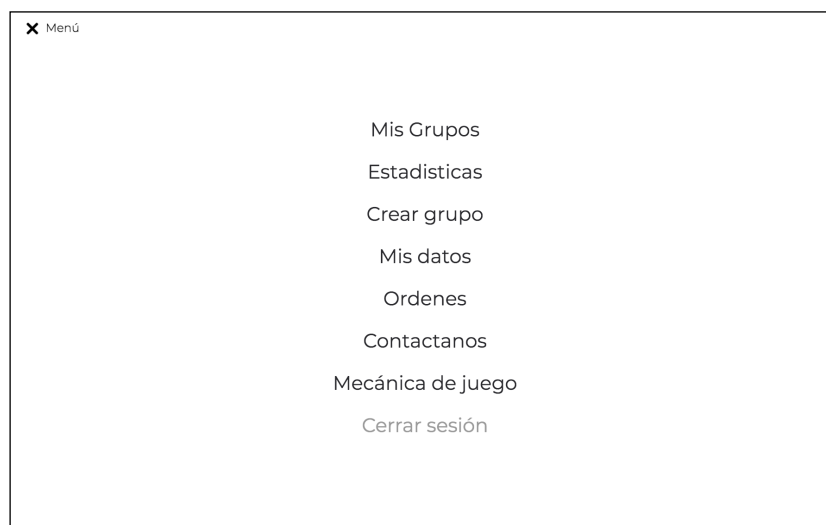 Menú
Mis Grupos
Estadisticas
Crear grupo
Mis datos
Ordenes
Contactanos
Mecánica de juego
Cerrar sesión